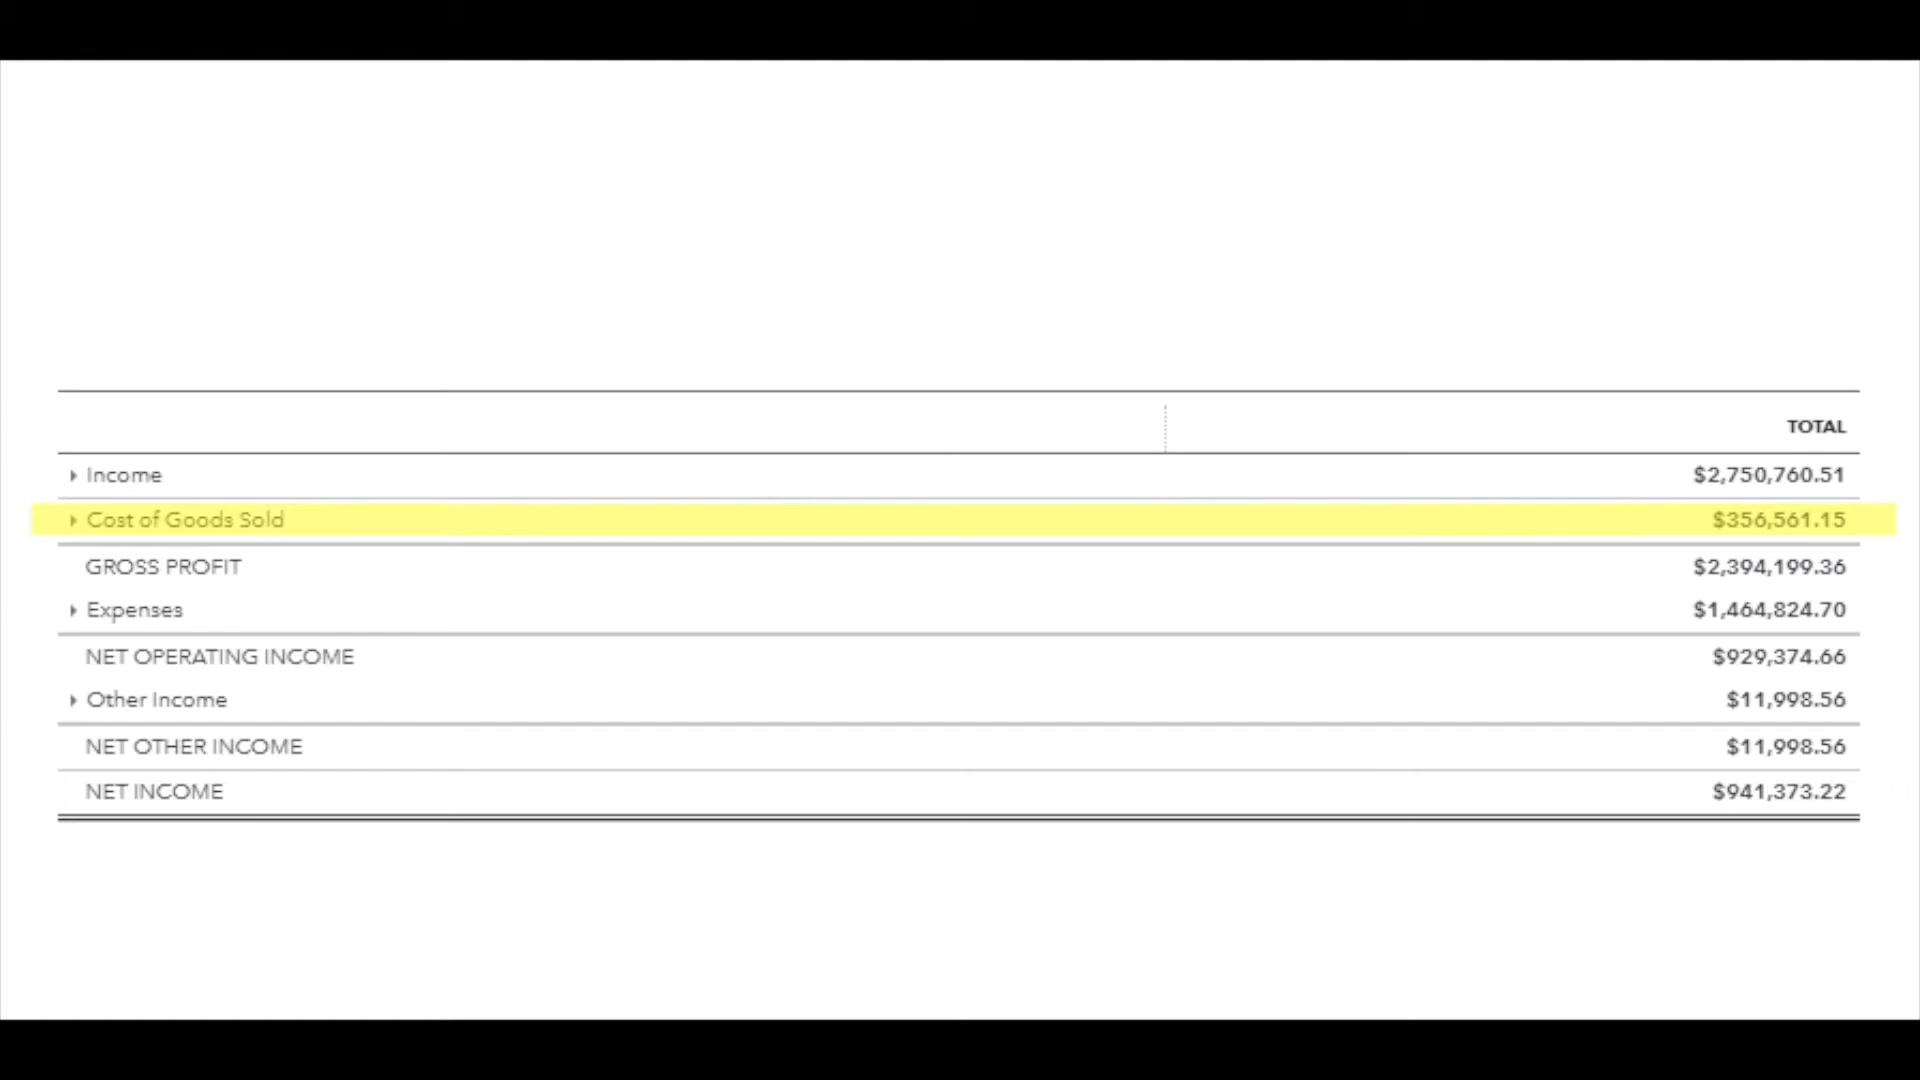 TOTAL
Income $2,750,760.51
Cost of Goods Sold $356,561.15
GROSS PROFIT $2,394,199.36
Expenses $1,464,824.70
NET OPERATING INCOME $929,374.66
Other Income $11,998.56
NET OTHER INCOME $11,998.56
NET INCOME $941,373.22